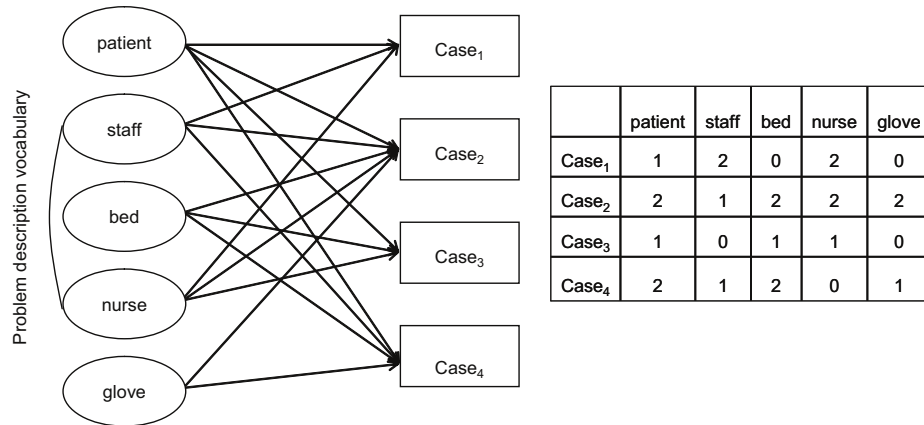 Problem description vocabulary
patient
staff
bed
nurse
glove
Case₁
Case₂
Case₃
Case₄
patient staff bed nurse glove
Case₁ 1 2 0 2 0
Case₂ 2 1 2 2 2
Case₃ 1 0 1 1 0
Case₄ 2 1 2 0 1